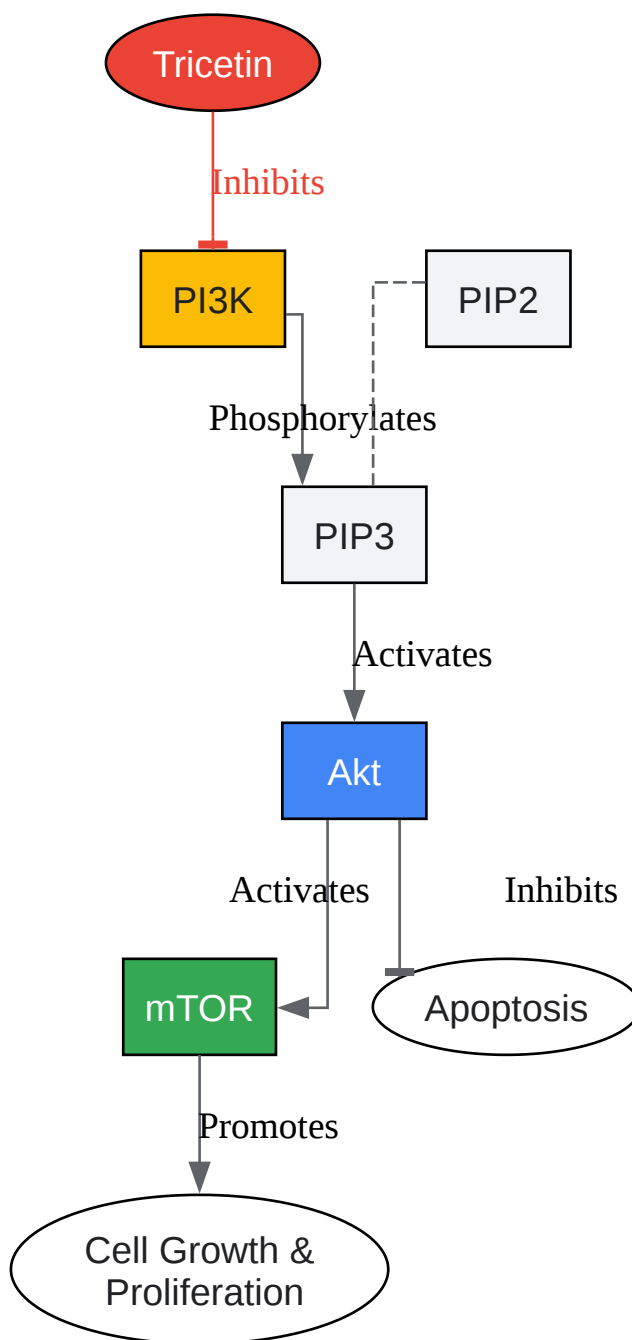 Tricetin
Inhibits
PI3K
PIP2
Phosphorylates
PIP3
Activates
Akt
Activates
Inhibits
mTOR
Apoptosis
Promotes
Cell Growth &
Proliferation